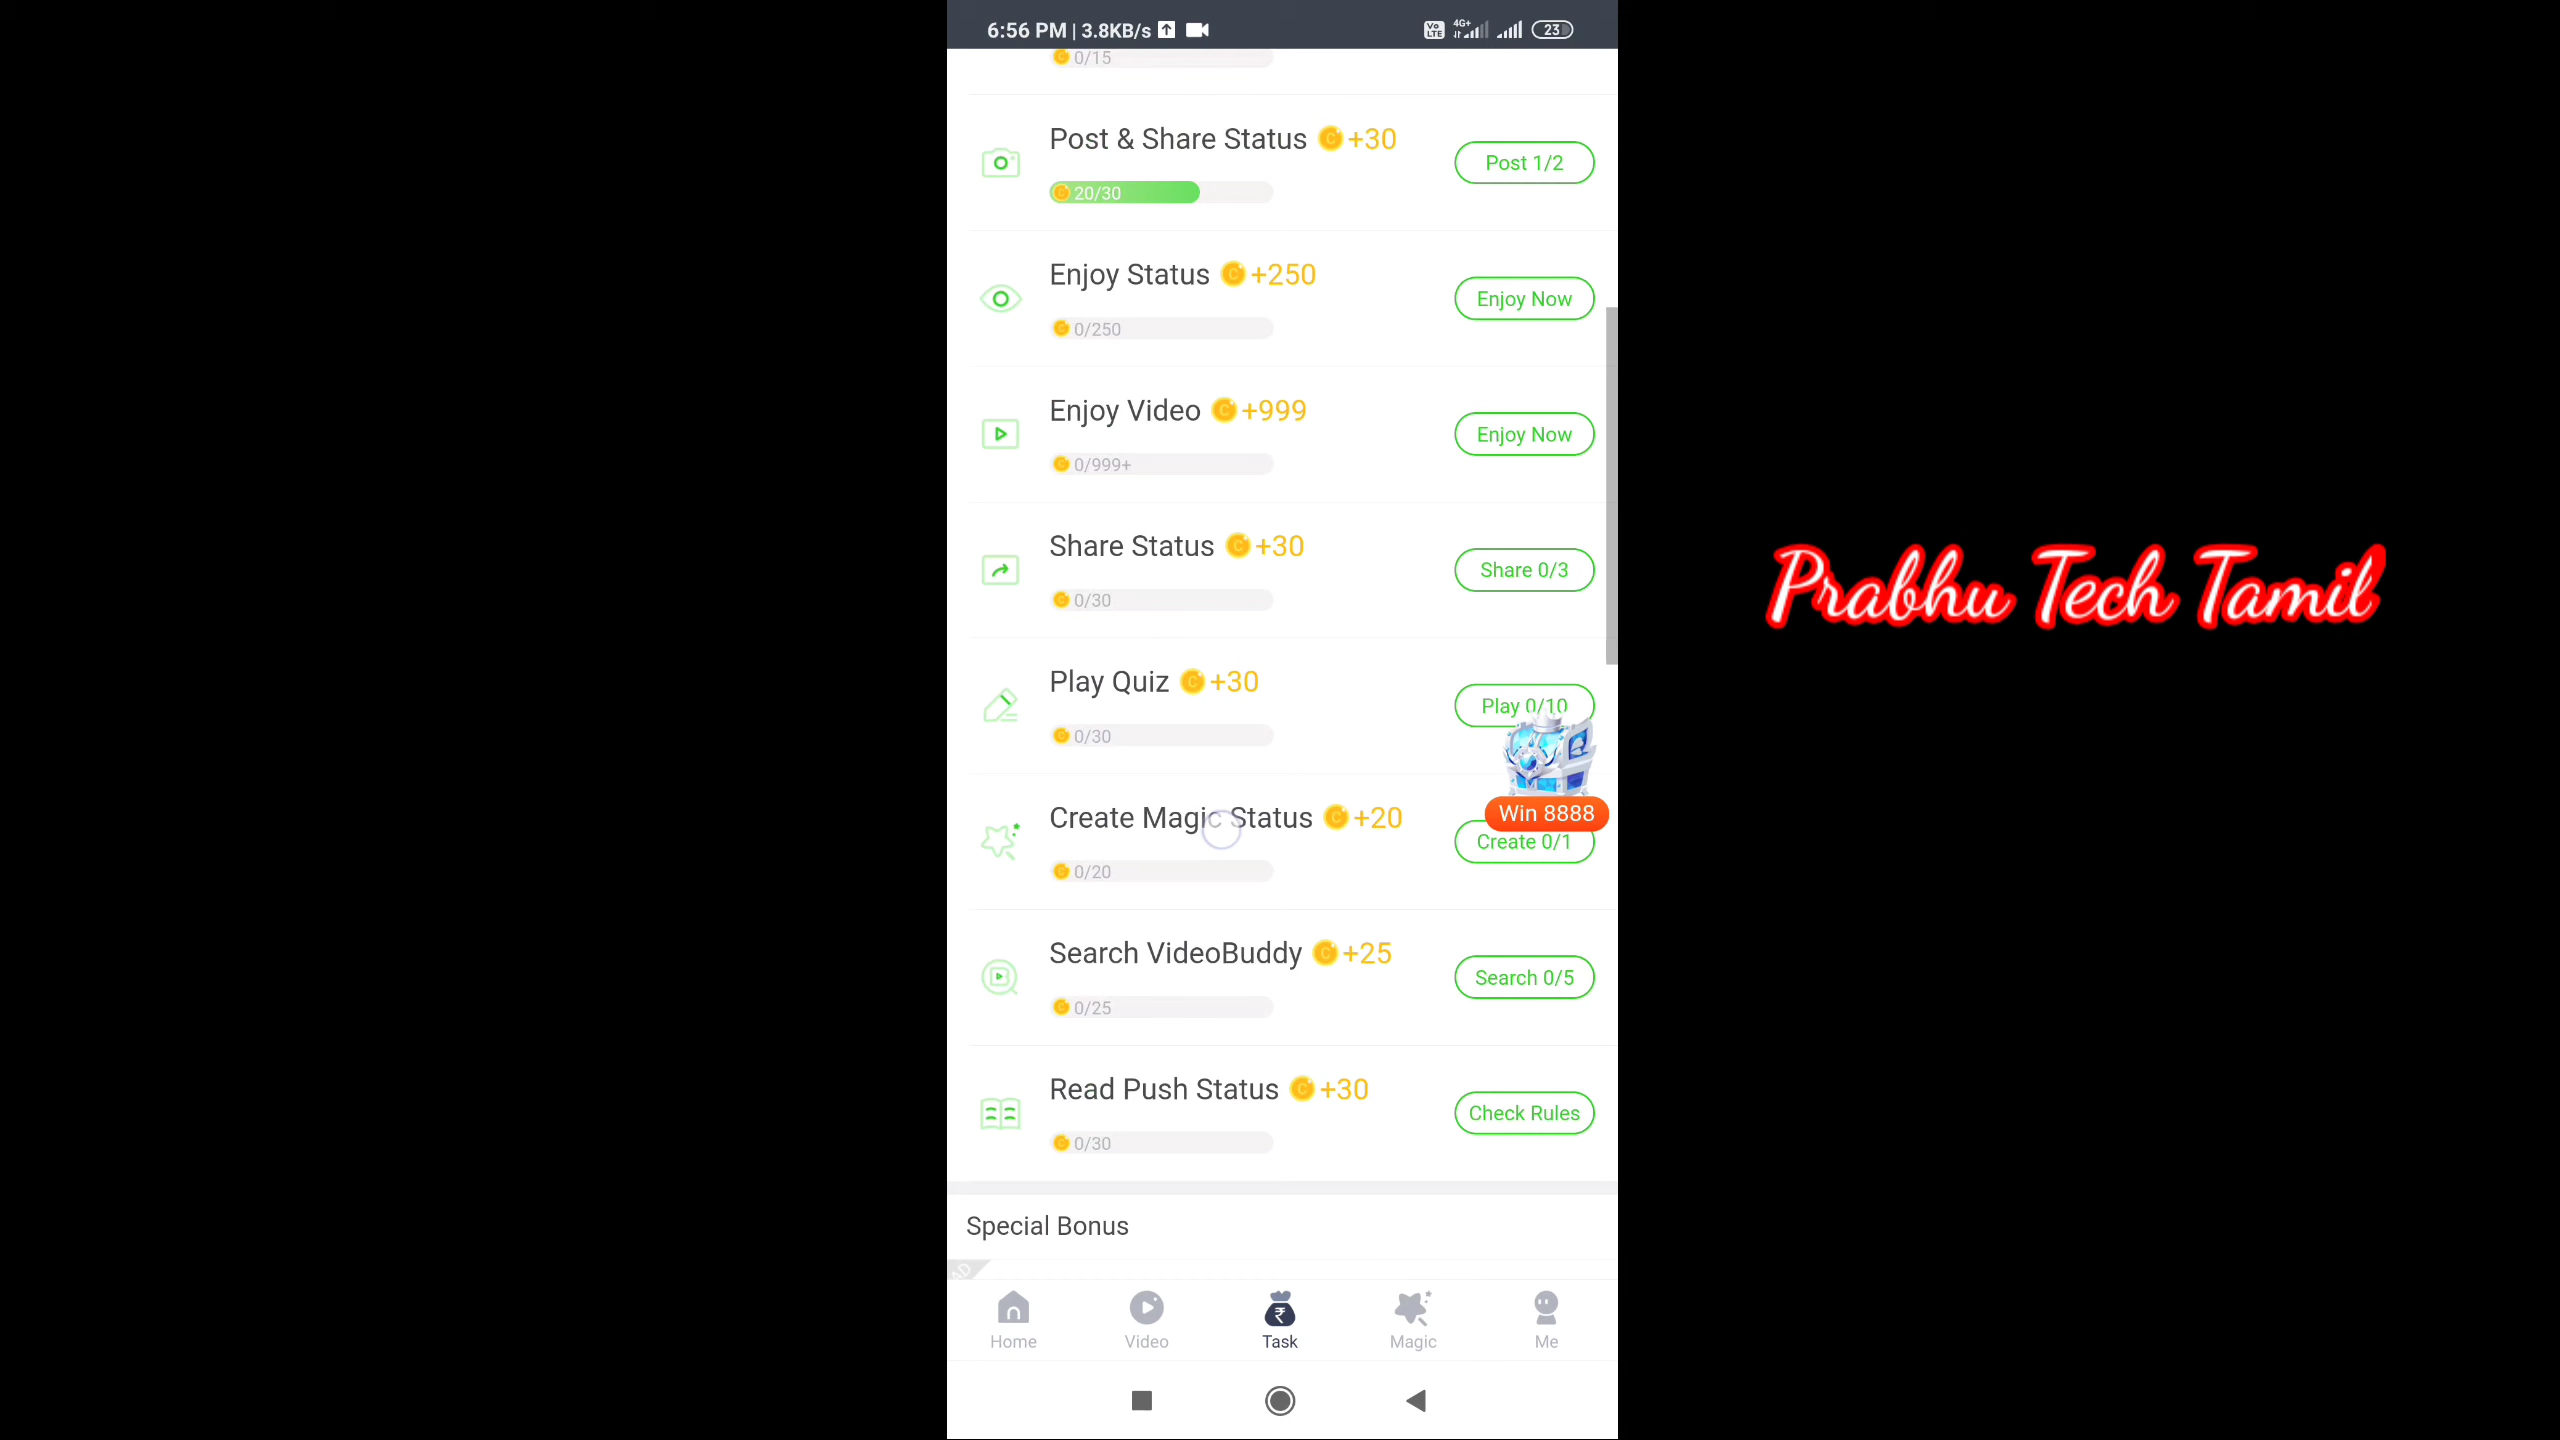 6:56 PM | 3.8KB/s
Vo LTE 4G+ 23
0/15
Post & Share Status +30
20/30
Post 1/2
Enjoy Status +250
0/250
Enjoy Now
Enjoy Video +999
0/999+
Enjoy Now
Share Status +30
0/30
Share 0/3
Play Quiz +30
0/30
Play 0/10
Win 8888
Create Magic Status +20
0/20
Create 0/1
Search VideoBuddy +25
0/25
Search 0/5
Read Push Status +30
0/30
Check Rules
Special Bonus
AD
Home
Video
₹
Task
Magic
Me
Prabhu Tech Tamil